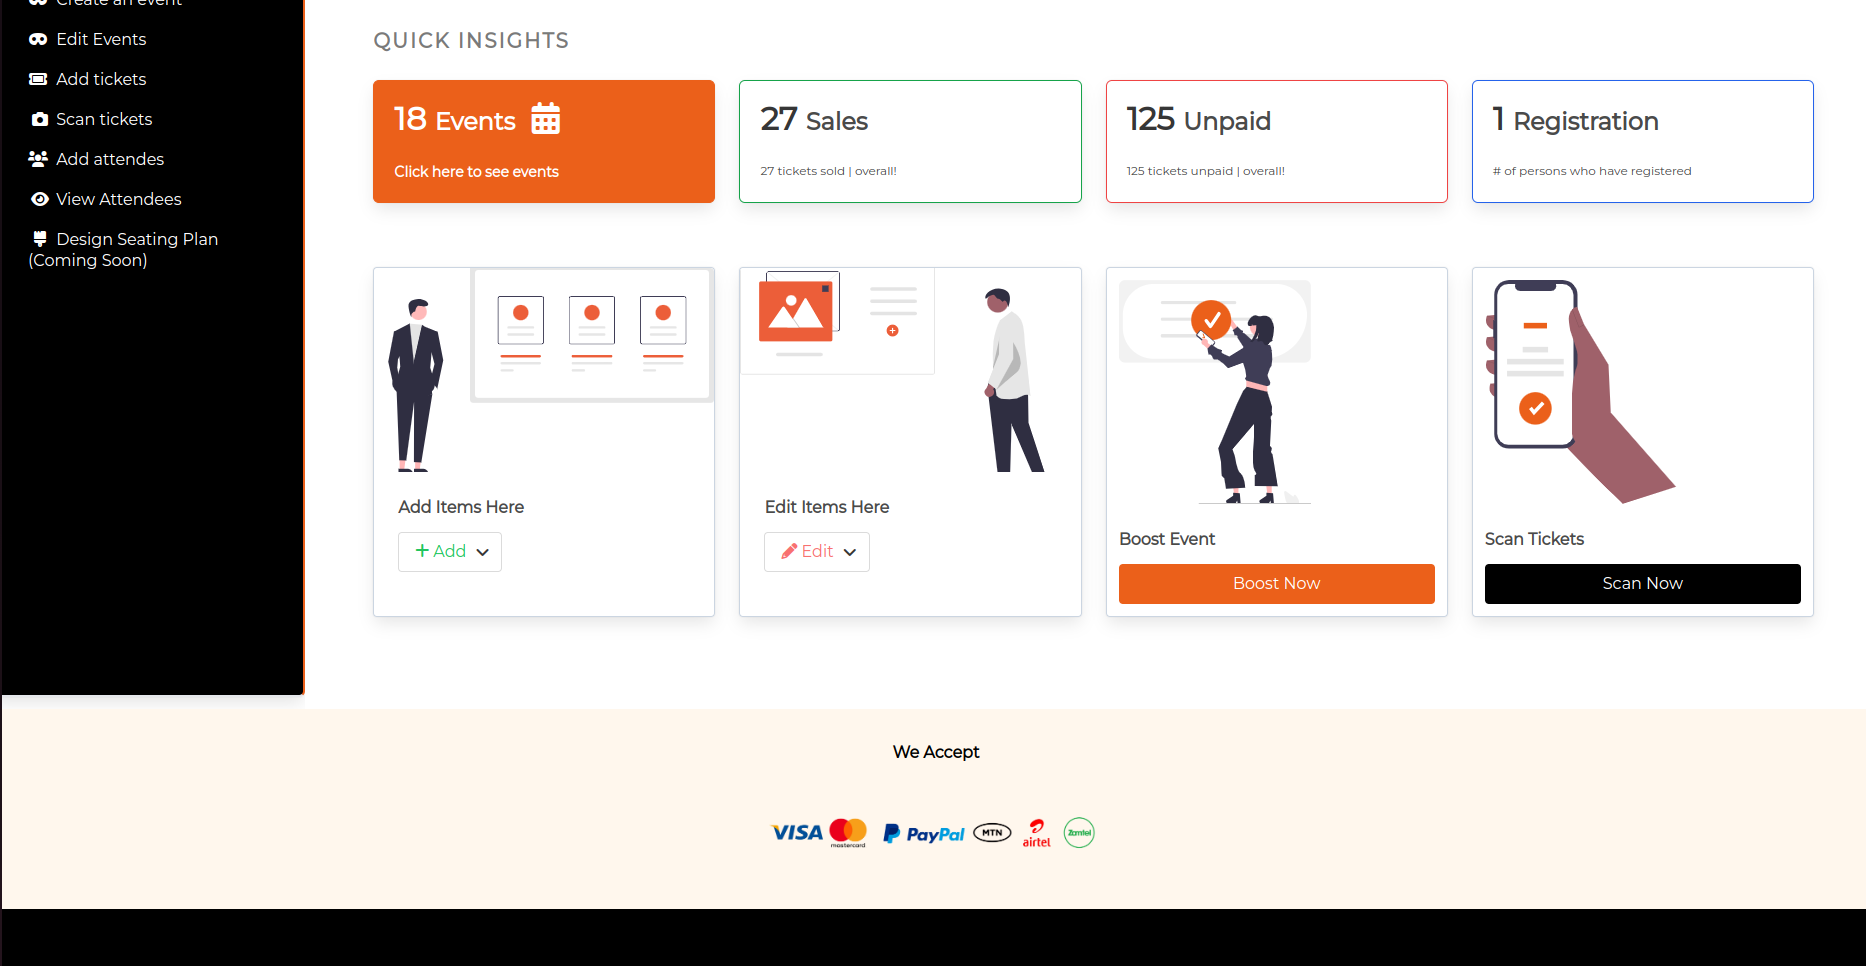 Create an event
Edit Events
Add tickets
Scan tickets
Add attendes
View Attendees
Design Seating Plan
(Coming Soon)
QUICK INSIGHTS
18 Events
Click here to see events
27 Sales
27 tickets sold | overall!
125 Unpaid
125 tickets unpaid | overall!
1 Registration
# of persons who have registered
Add Items Here
Add
Edit Items Here
Edit
Boost Event
Boost Now
Scan Tickets
Scan Now
We Accept
VISA mastercard PayPal MTN airtel Zamtel